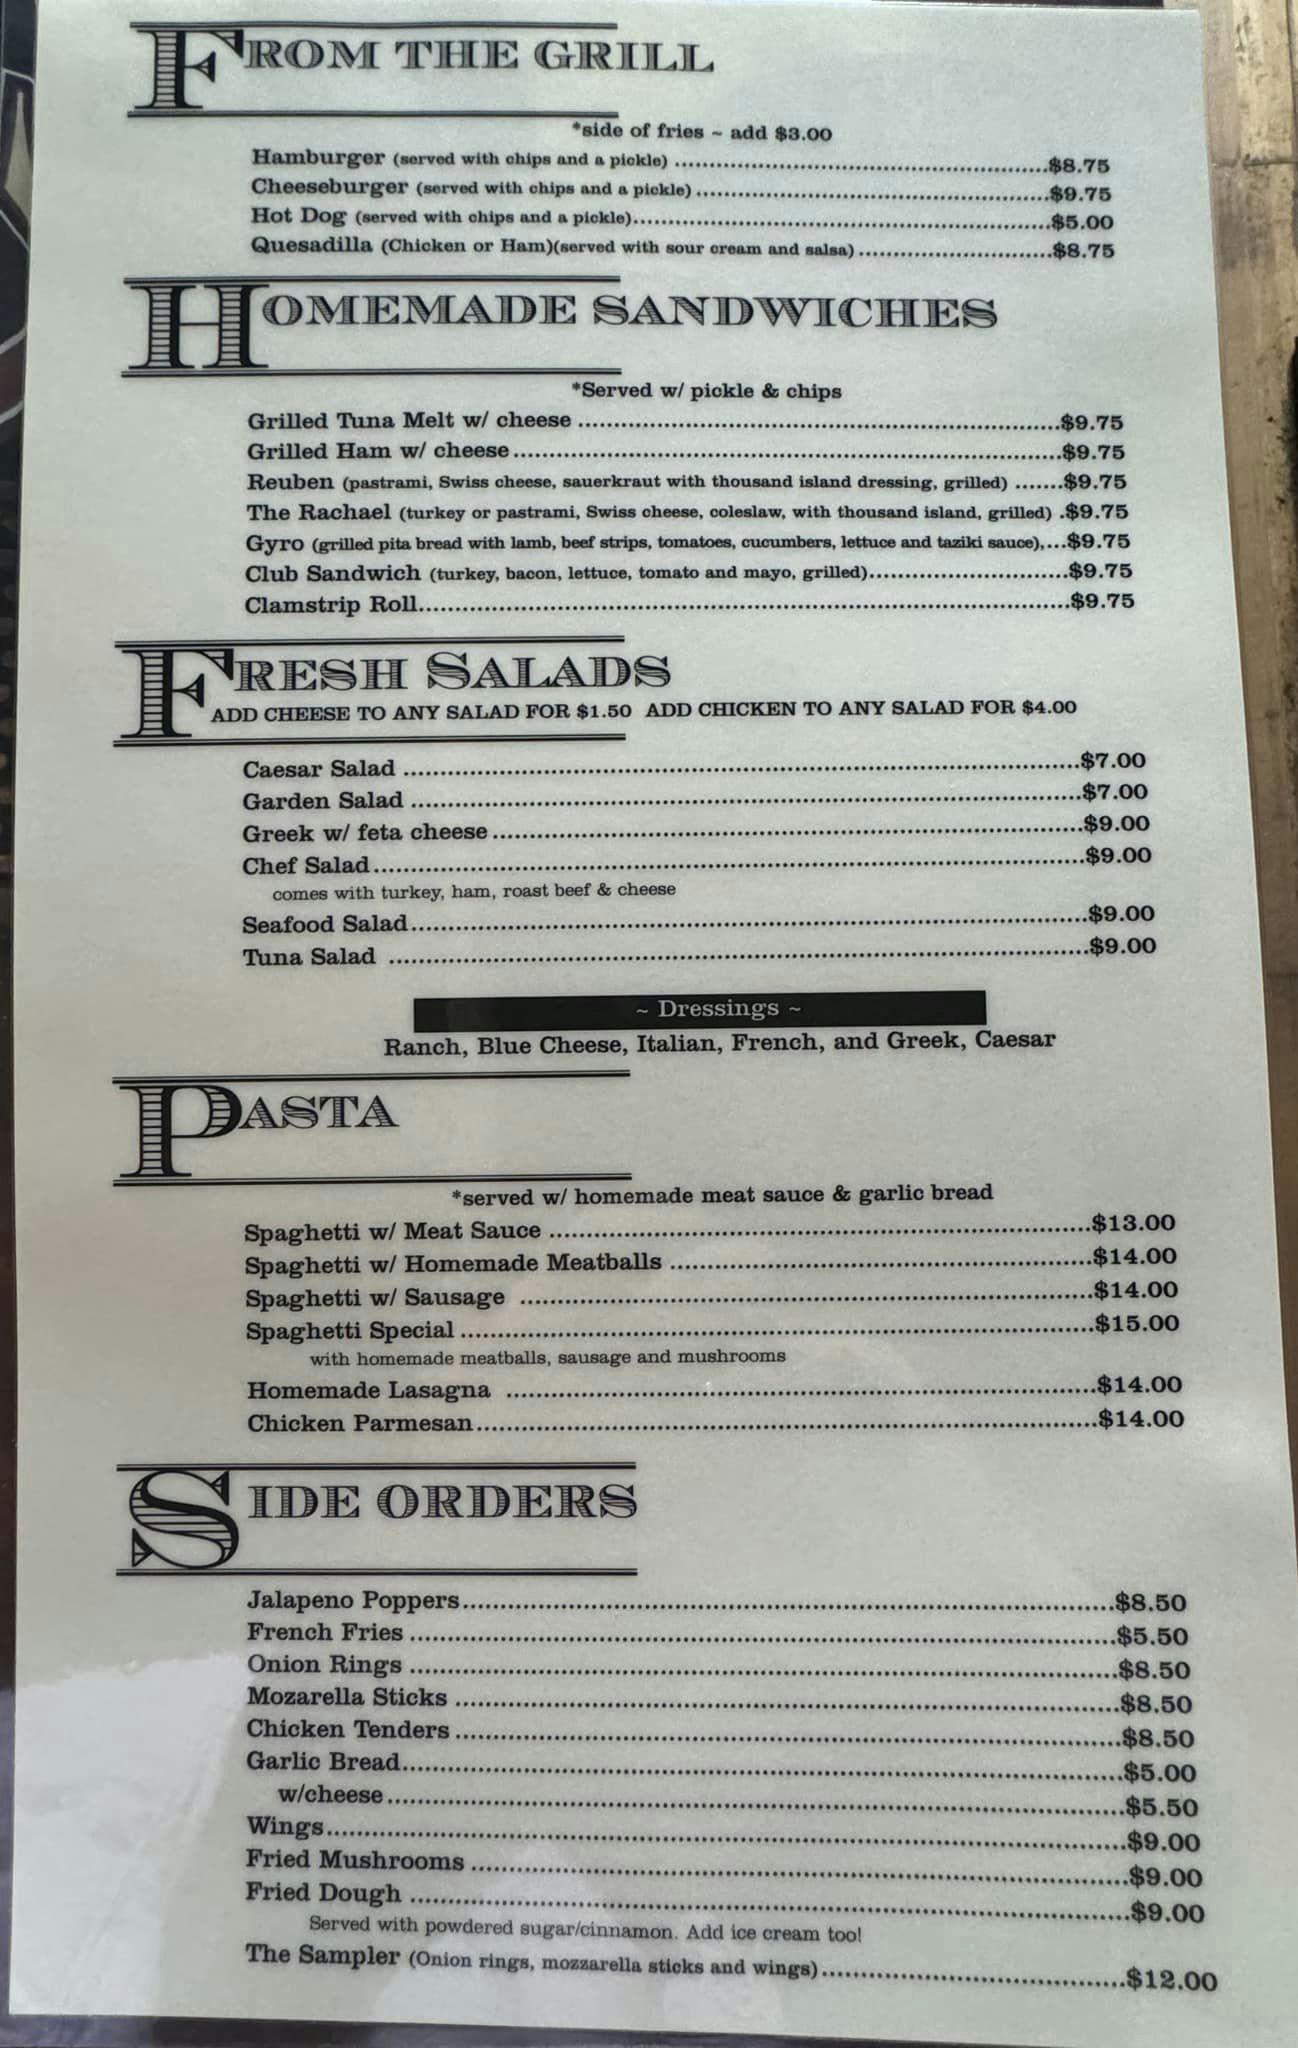 FROM THE GRILL
*side of fries ~ add $3.00
Hamburger (served with chips and a pickle) $8.75
Cheeseburger (served with chips and a pickle) $9.75
Hot Dog (served with chips and a pickle) $5.00
Quesadilla (Chicken or Ham)(served with sour cream and salsa) $8.75
HOMEMADE SANDWICHES
*Served w/ pickle & chips
Grilled Tuna Melt w/ cheese $9.75
Grilled Ham w/ cheese $9.75
Reuben (pastrami, Swiss cheese, sauerkraut with thousand island dressing, grilled) $9.75
The Rachael (turkey or pastrami, Swiss cheese, coleslaw, with thousand island, grilled) $9.75
Gyro (grilled pita bread with lamb, beef strips, tomatoes, cucumbers, lettuce and taziki sauce), $9.75
Club Sandwich (turkey, bacon, lettuce, tomato and mayo, grilled) $9.75
Clamstrip Roll $9.75
FRESH SALADS
ADD CHEESE TO ANY SALAD FOR $1.50 ADD CHICKEN TO ANY SALAD FOR $4.00
Caesar Salad $7.00
Garden Salad $7.00
Greek w/ feta cheese $9.00
Chef Salad $9.00
comes with turkey, ham, roast beef & cheese
Seafood Salad $9.00
Tuna Salad $9.00
~ Dressings ~
Ranch, Blue Cheese, Italian, French, and Greek, Caesar
PASTA
*served w/ homemade meat sauce & garlic bread
Spaghetti w/ Meat Sauce $13.00
Spaghetti w/ Homemade Meatballs $14.00
Spaghetti w/ Sausage $14.00
Spaghetti Special $15.00
with homemade meatballs, sausage and mushrooms
Homemade Lasagna $14.00
Chicken Parmesan $14.00
SIDE ORDERS
Jalapeno Poppers $8.50
French Fries $5.50
Onion Rings $8.50
Mozarella Sticks $8.50
Chicken Tenders $8.50
Garlic Bread $5.00
w/cheese $5.50
Wings $9.00
Fried Mushrooms $9.00
Fried Dough $9.00
Served with powdered sugar/cinnamon. Add ice cream too!
The Sampler (Onion rings, mozzarella sticks and wings) $12.00